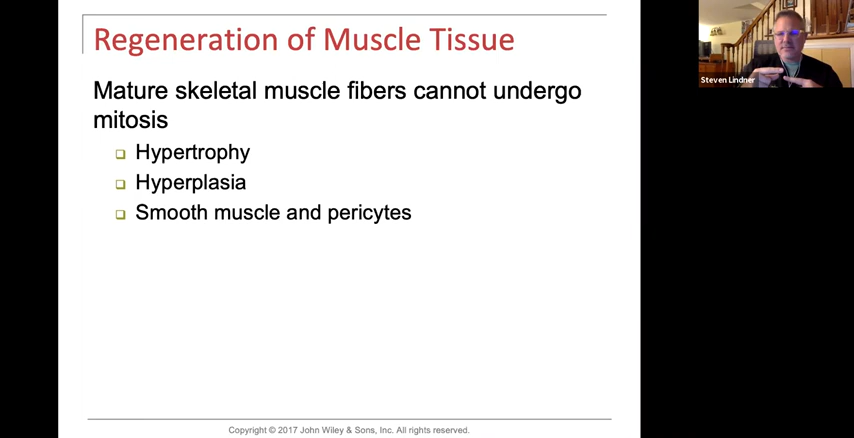 Regeneration of Muscle Tissue
Mature skeletal muscle fibers cannot undergo
mitosis
Hypertrophy
Hyperplasia
Smooth muscle and pericytes
Copyright © 2017 John Wiley & Sons, Inc. All rights reserved.
Steven Lindner